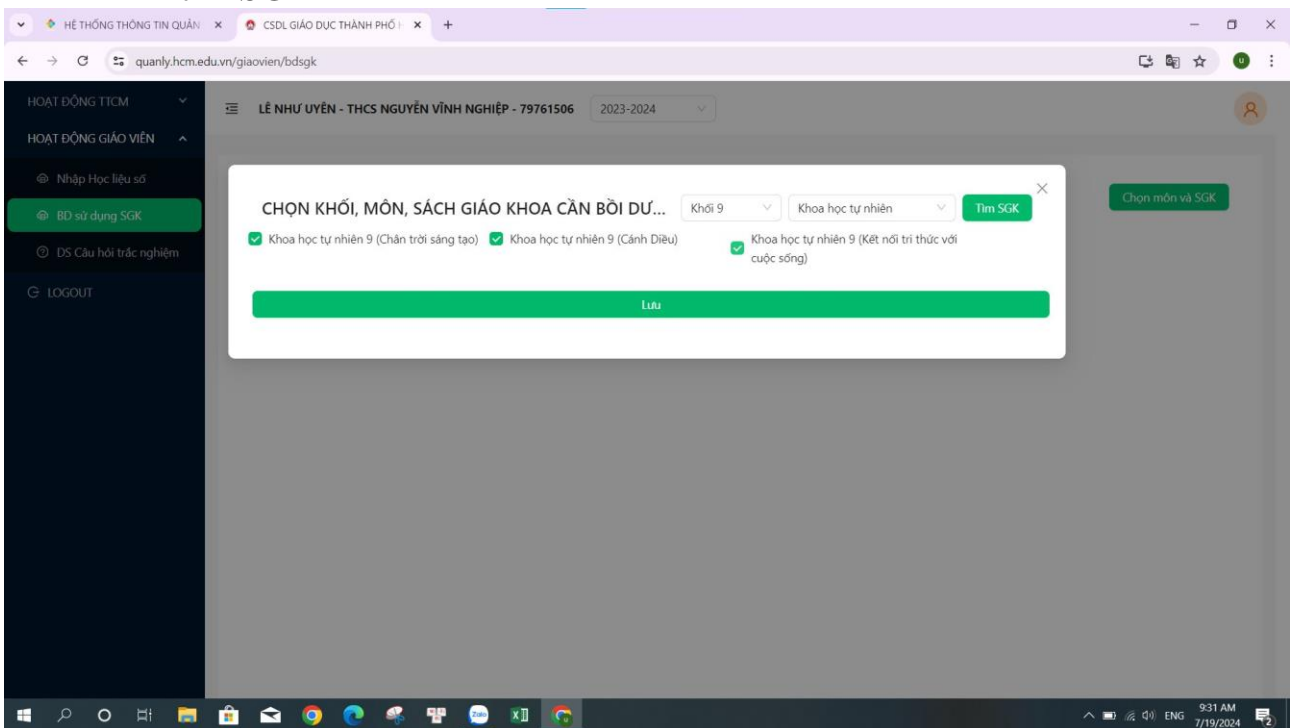 HỆ THỐNG THÔNG TIN QUẢN
CSDL GIÁO DỤC THÀNH PHỐ H
quanly.hcm.edu.vn/giaovien/bdsgk
U
HOẠT ĐỘNG TTCM
LÊ NHƯ UYÊN - THCS NGUYỄN VĨNH NGHIỆP - 79761506
2023-2024
HOẠT ĐỘNG GIÁO VIÊN
Nhập Học liệu số
BD sử dụng SGK
DS Câu hỏi trắc nghiệm
LOGOUT
Chọn môn và SGK
CHỌN KHỐI, MÔN, SÁCH GIÁO KHOA CẦN BỒI DƯ...
Khối 9
Khoa học tự nhiên
Tìm SGK
Khoa học tự nhiên 9 (Chân trời sáng tạo)
Khoa học tự nhiên 9 (Cánh Diều)
Khoa học tự nhiên 9 (Kết nối tri thức với
cuộc sống)
Lưu
Zalo
ENG
9:31 AM
7/19/2024
2